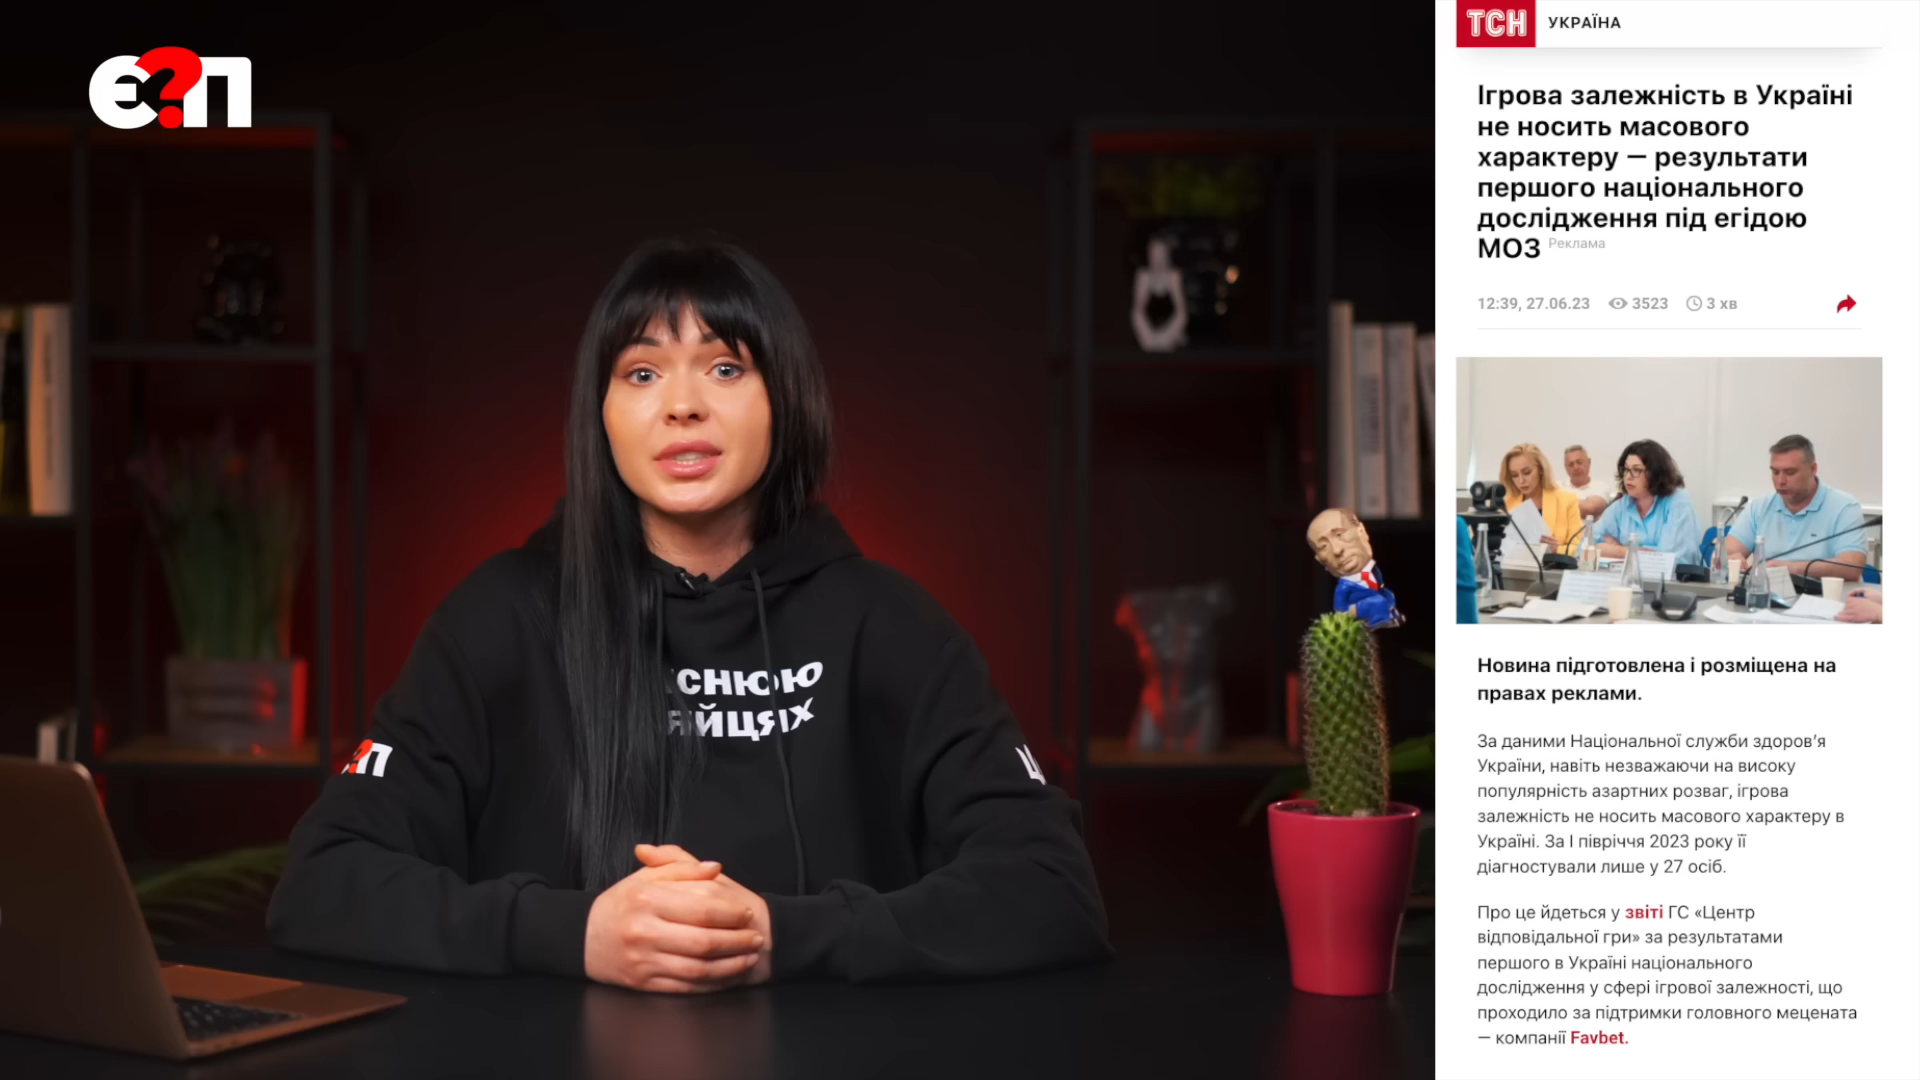 Є?П
СНЮЮ
ЯЙЦЯХ
?П
ТСН УКРАЇНА
Ігрова залежність в Україні
не носить масового
характеру — результати
першого національного
дослідження під егідою
МОЗ Реклама
12:39, 27.06.23 3523 3 хв
Новина підготовлена і розміщена на
правах реклами.
За даними Національної служби здоров’я
України, навіть незважаючи на високу
популярність азартних розваг, ігрова
залежність не носить масового характеру в
Україні. За І півріччя 2023 року її
діагностували лише у 27 осіб.
Про це йдеться у звіті ГС «Центр
відповідальної гри» за результатами
першого в Україні національного
дослідження у сфері ігрової залежності, що
проходило за підтримки головного мецената
— компанії Favbet.